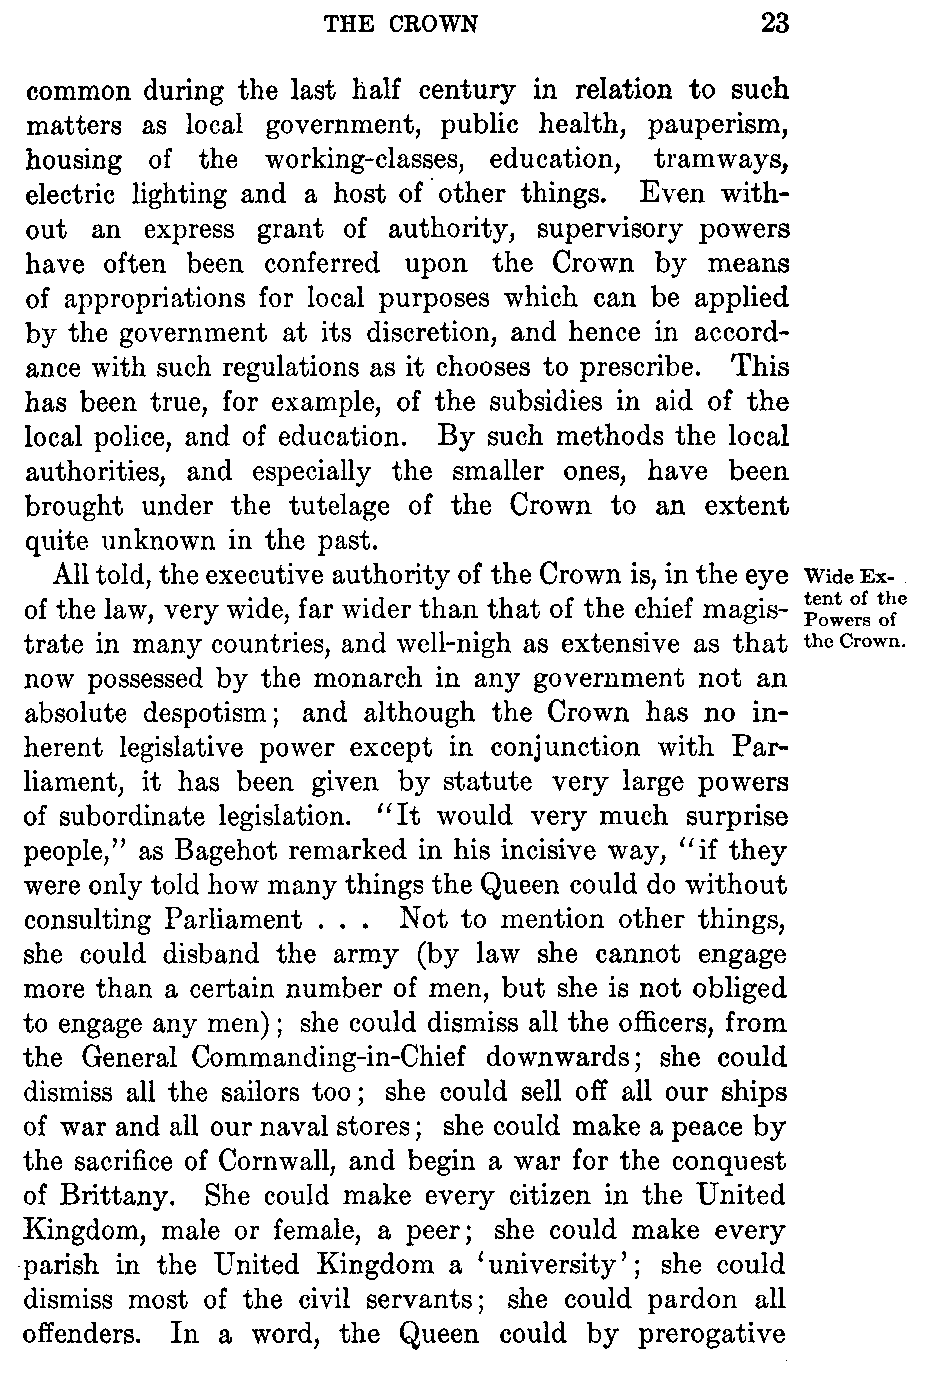 THE CROWN 23
common during the last half century in relation to such
matters as local government, public health, pauperism,
housing of the working-classes, education, tramways,
electric lighting and a host of other things. Even with-
out an express grant of authority, supervisory powers
have often been conferred upon the Crown by means
of appropriations for local purposes which can be applied
by the government at its discretion, and hence in accord-
ance with such regulations as it chooses to prescribe. This
has been true, for example, of the subsidies in aid of the
local police, and of education. By such methods the local
authorities, and especially the smaller ones, have been
brought under the tutelage of the Crown to an extent
quite unknown in the past.
All told, the executive authority of the Crown is, in the eye
of the law, very wide, far wider than that of the chief magis-
trate in many countries, and well-nigh as extensive as that
now possessed by the monarch in any government not an
absolute despotism; and although the Crown has no in-
herent legislative power except in conjunction with Par-
liament, it has been given by statute very large powers
of subordinate legislation. "It would very much surprise
people," as Bagehot remarked in his incisive way, "if they
were only told how many things the Queen could do without
consulting Parliament . . . Not to mention other things,
she could disband the army (by law she cannot engage
more than a certain number of men, but she is not obliged
to engage any men); she could dismiss all the officers, from
the General Commanding-in-Chief downwards; she could
dismiss all the sailors too; she could sell off all our ships
of war and all our naval stores; she could make a peace by
the sacrifice of Cornwall, and begin a war for the conquest
of Brittany. She could make every citizen in the United
Kingdom, male or female, a peer; she could make every
parish in the United Kingdom a 'university'; she could
dismiss most of the civil servants; she could pardon all
offenders. In a word, the Queen could by prerogative
Wide Ex-
tent of the
Powers of
the Crown.